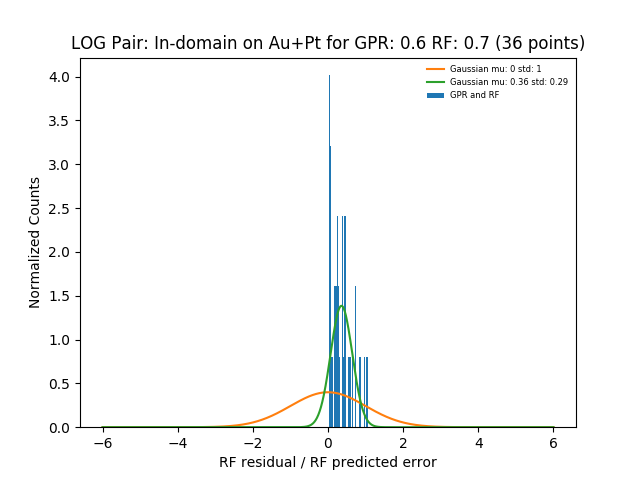 LOG Pair: In-domain on Au+Pt for GPR: 0.6 RF: 0.7 (36 points)
Gaussian mu: 0 std: 1
Gaussian mu: 0.36 std: 0.29
GPR and RF
4.0
3.5
3.0
2.5
2.0
1.5
1.0
0.5
0.0
Normalized Counts
−6 −4 −2 0 2 4 6
RF residual / RF predicted error